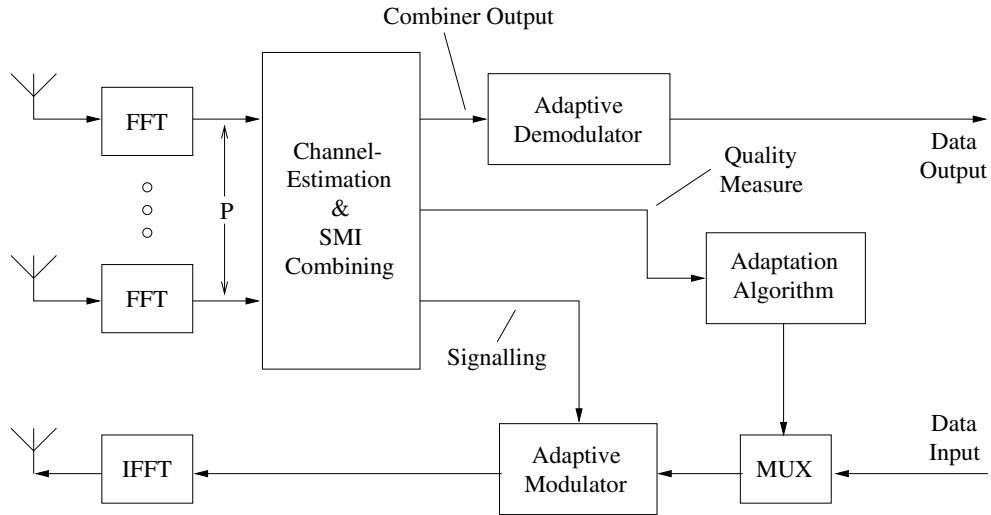 Combiner Output
FFT
Adaptive
Demodulator
Data
Output
Channel-
Estimation
&
SMI
Combining
P
Quality
Measure
FFT
Adaptation
Algorithm
Signalling
IFFT
Adaptive
Modulator
MUX
Data
Input